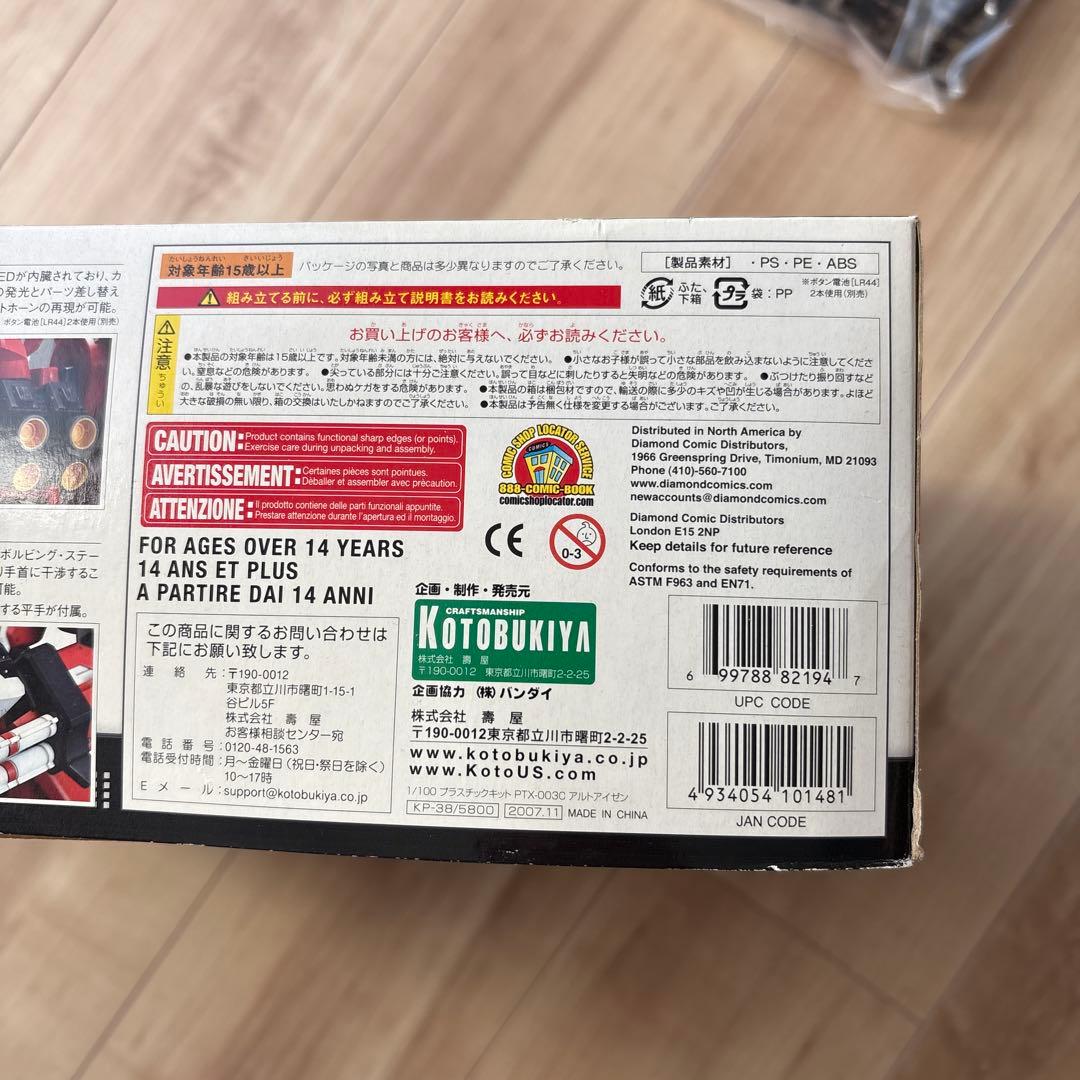 EDが内臓されており、カ
の発光とパーツ差し替え
ットホーンの再現が可能。
ボタン電池[LR44]2本使用(別売)
ボルビング・ステー
り手首に干渉するこ
可能。
する平手が付属。
たいしょうねんれい さいいじょう
対象年齢15歳以上
パッケージの写真と商品は多少異なりますのでご了承ください。
[製品素材] ・PS・PE・ABS
組み立てる前に、必ず組み立て説明書をお読みください。
紙 ふた、下箱
プラ 袋:PP
※ボタン電池[LR44]
2本使用(別売)
注意 ちゅうい
お買い上げのお客様へ、必ずお読みください。
●本製品の対象年齢は15歳以上です。対象年齢未満の方には、絶対に与えないでください。 ●小さなお子様が誤って小さな部品を飲み込まないように注意してくださ
い。窒息などの危険があります。 ●尖っている部分には十分ご注意ください。誤って目などに刺したりすると失明などの危険があります。 ●ぶつけたり振り回すなど
の、乱暴な遊びをしないでください。思わぬケガをする危険があります。 ●本製品の箱は梱包材ですので、輸送の際に多少のキズや凹が生じる場合があります。よほど
大きな破損の無い限り、箱の交換はいたしかねますのでご了承ください。 ●本製品は予告無く仕様を変更する場合がございます。ご了承ください。
CAUTION: Product contains functional sharp edges (or points).
Exercise care during unpacking and assembly.
AVERTISSEMENT: Certaines pièces sont pointues.
Déballer et assembler avec précaution.
ATTENZIONE: Il prodotto contiene delle parti funzionali appuntite.
Prestare attenzione durante l'apertura ed il montaggio.
COMIC SHOP LOCATOR SERVICE
COMICS
888-COMIC-BOOK
comicshoplocator.com
Distributed in North America by
Diamond Comic Distributors,
1966 Greenspring Drive, Timonium, MD 21093
Phone (410)-560-7100
www.diamondcomics.com
newaccounts@diamondcomics.com
Diamond Comic Distributors
London E15 2NP
Keep details for future reference
Conforms to the safety requirements of
ASTM F963 and EN71.
FOR AGES OVER 14 YEARS
14 ANS ET PLUS
A PARTIRE DAI 14 ANNI
CE
0-3
この商品に関するお問い合わせは
下記にお願い致します。
連絡先:〒190-0012
東京都立川市曙町1-15-1
谷ビル5F
株式会社 壽屋
お客様相談センター宛
電話番号:0120-48-1563
電話受付時間:月〜金曜日(祝日・祭日を除く)
10〜17時
Eメール:support@kotobukiya.co.jp
企画・制作・発売元
CRAFTSMANSHIP
KOTOBUKIYA
株式会社 壽屋
〒190-0012 東京都立川市曙町2-2-25
企画協力 (株)バンダイ
株式会社 壽屋
〒190-0012東京都立川市曙町2-2-25
www.kotobukiya.co.jp
www.KotoUS.com
1/100 プラスチックキット PTX-003C アルトアイゼン
KP-38/5800 2007.11 MADE IN CHINA
6 99788 82194 7
UPC CODE
4 934054 101481
JAN CODE